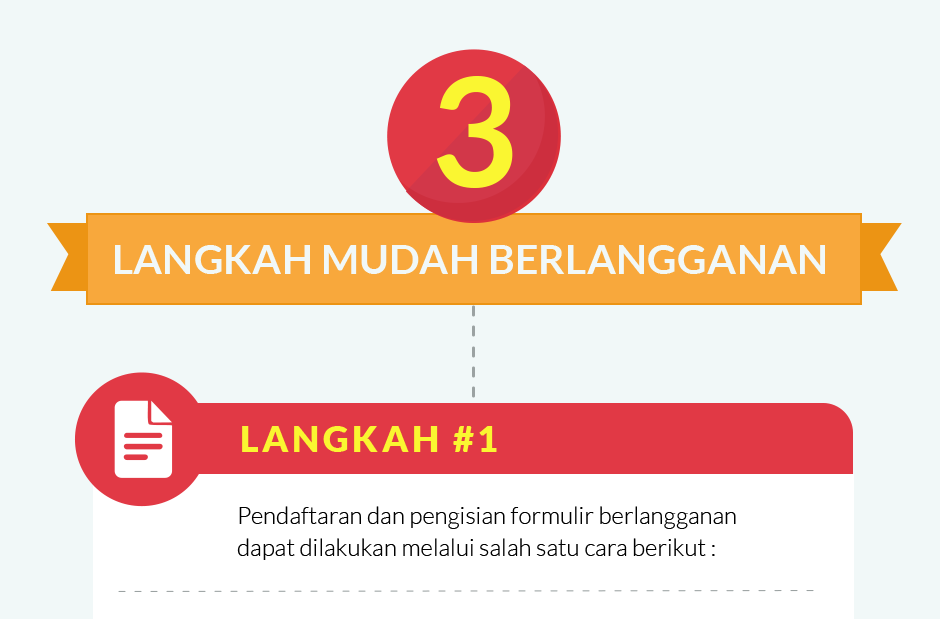 3
LANGKAH MUDAH BERLANGGANAN
LANGKAH #1
Pendaftaran dan pengisian formulir berlangganan
dapat dilakukan melalui salah satu cara berikut :